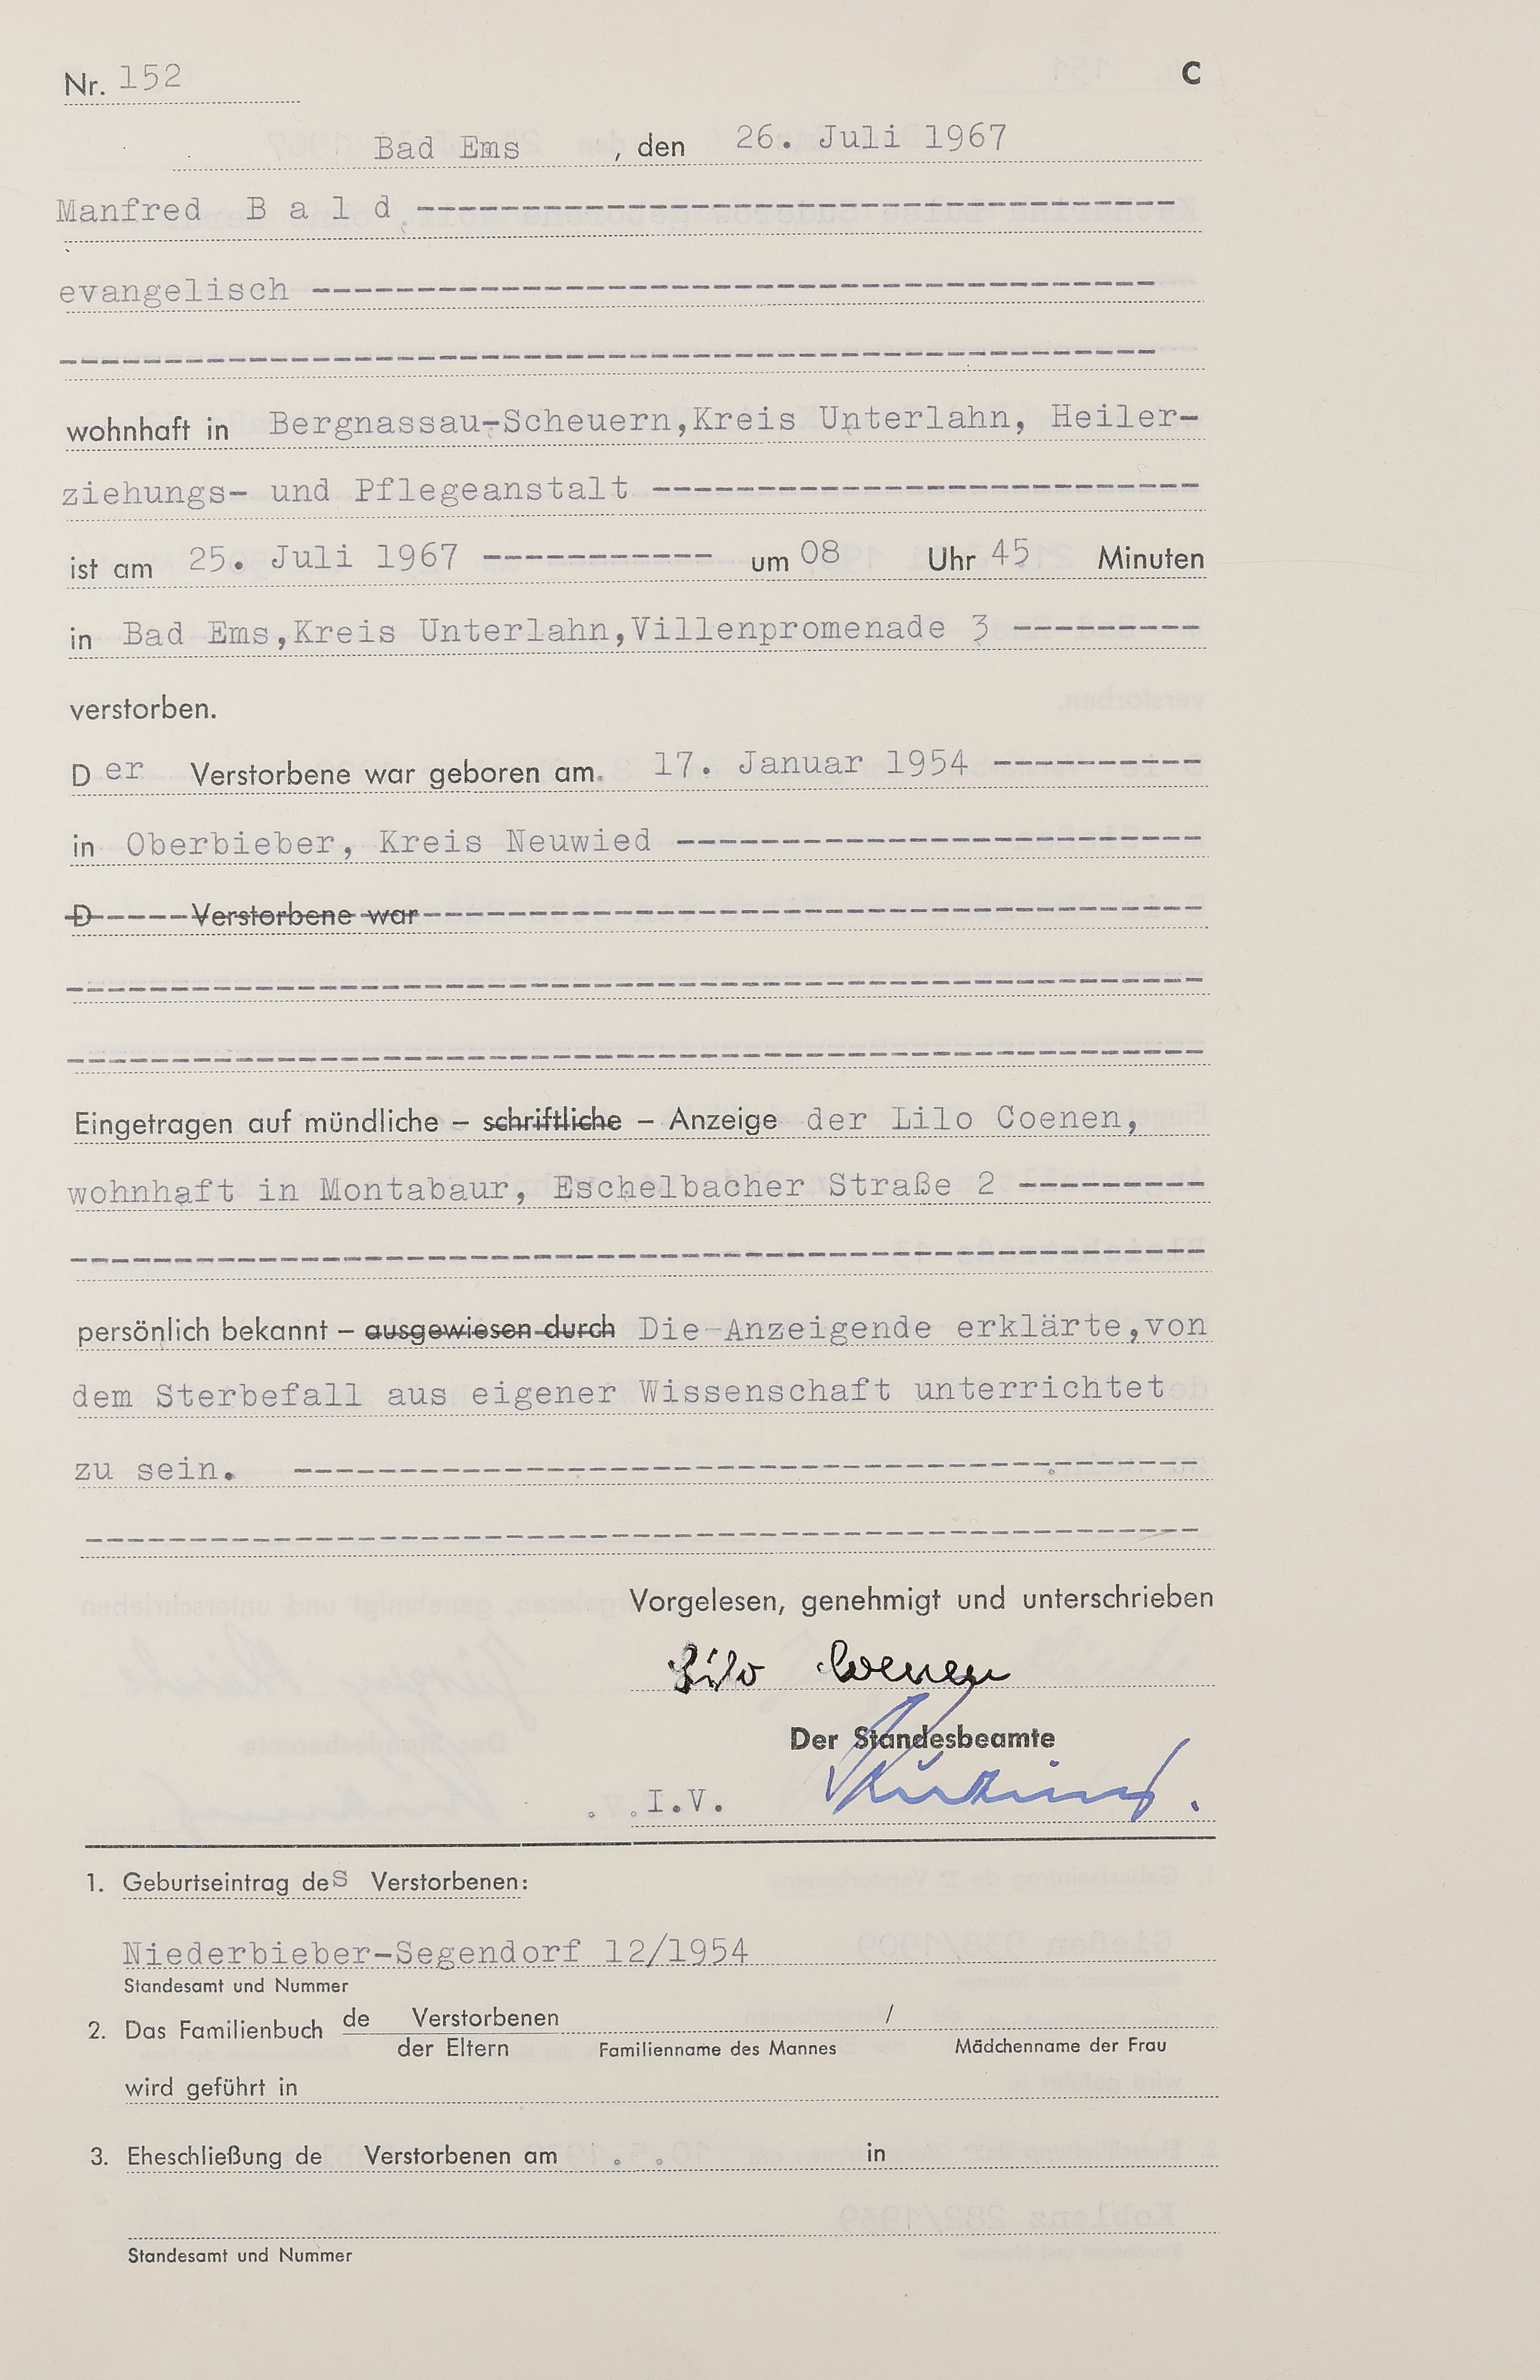 Nr. 152
C
Bad Ems , den 26. Juli 1967
Manfred B a l d
evangelisch
wohnhaft in Bergnassau-Scheuern,Kreis Unterlahn, Heiler-
ziehungs- und Pflegeanstalt
ist am 25. Juli 1967 um 08 Uhr 45 Minuten
in Bad Ems,Kreis Unterlahn,Villenpromenade 3
verstorben.
Der Verstorbene war geboren am 17. Januar 1954
in Oberbieber, Kreis Neuwied
D Verstorbene war
Eingetragen auf mündliche – schriftliche – Anzeige der Lilo Coenen,
wohnhaft in Montabaur, Eschelbacher Straße 2
persönlich bekannt – ausgewiesen durch Die Anzeigende erklärte,von
dem Sterbefall aus eigener Wissenschaft unterrichtet
zu sein.
Vorgelesen, genehmigt und unterschrieben
Lilo Coenen
Der Standesbeamte
I.V.
1. Geburtseintrag des Verstorbenen:
Niederbieber-Segendorf 12/1954
Standesamt und Nummer
2. Das Familienbuch de Verstorbenen /
der Eltern Familienname des Mannes Mädchenname der Frau
wird geführt in
3. Eheschließung de Verstorbenen am . . in
Standesamt und Nummer